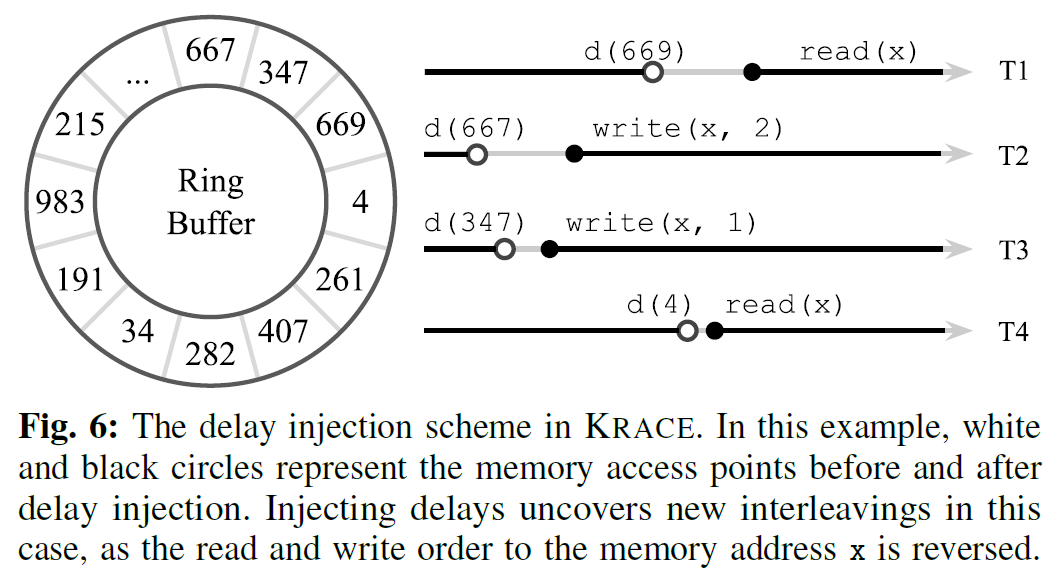 667
347
669
4
261
407
282
34
191
983
215
...
Ring
Buffer
d(669) read(x) T1
d(667) write(x, 2) T2
d(347) write(x, 1) T3
d(4) read(x) T4
Fig. 6: The delay injection scheme in KRACE. In this example, white
and black circles represent the memory access points before and after
delay injection. Injecting delays uncovers new interleavings in this
case, as the read and write order to the memory address x is reversed.